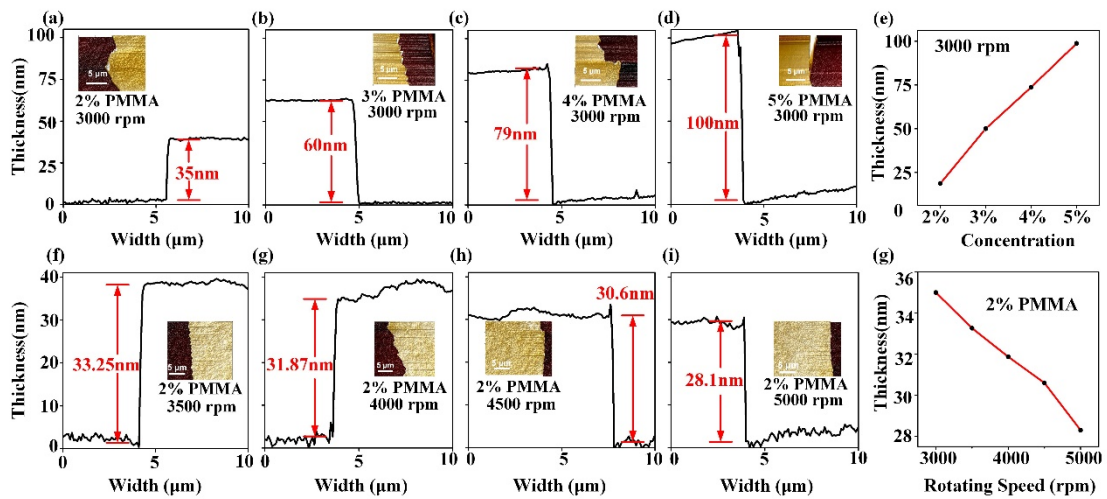 (a)
(b)
(c)
(d)
(e)
100
75
50
25
0
Thickness(nm)
5 μm
2% PMMA
3000 rpm
35nm
0
5
10
Width (μm)
5 μm
3% PMMA
3000 rpm
60nm
0
5
10
Width (μm)
5 μm
4% PMMA
3000 rpm
79nm
0
5
10
Width (μm)
5 μm
5% PMMA
3000 rpm
100nm
0
5
10
Width (μm)
3000 rpm
100
75
50
25
0
Thickness(nm)
2%
3%
4%
5%
Concentration
(f)
(g)
(h)
(i)
(g)
40
30
20
10
0
Thickness(nm)
33.25nm
5 μm
2% PMMA
3500 rpm
0
5
10
Width (μm)
31.87nm
5 μm
2% PMMA
4000 rpm
0
5
10
Width (μm)
30.6nm
5 μm
2% PMMA
4500 rpm
0
5
10
Width (μm)
28.1nm
5 μm
2% PMMA
5000 rpm
0
5
10
Width (μm)
2% PMMA
36
34
32
30
28
Thickness(nm)
3000
4000
5000
Rotating Speed (rpm)